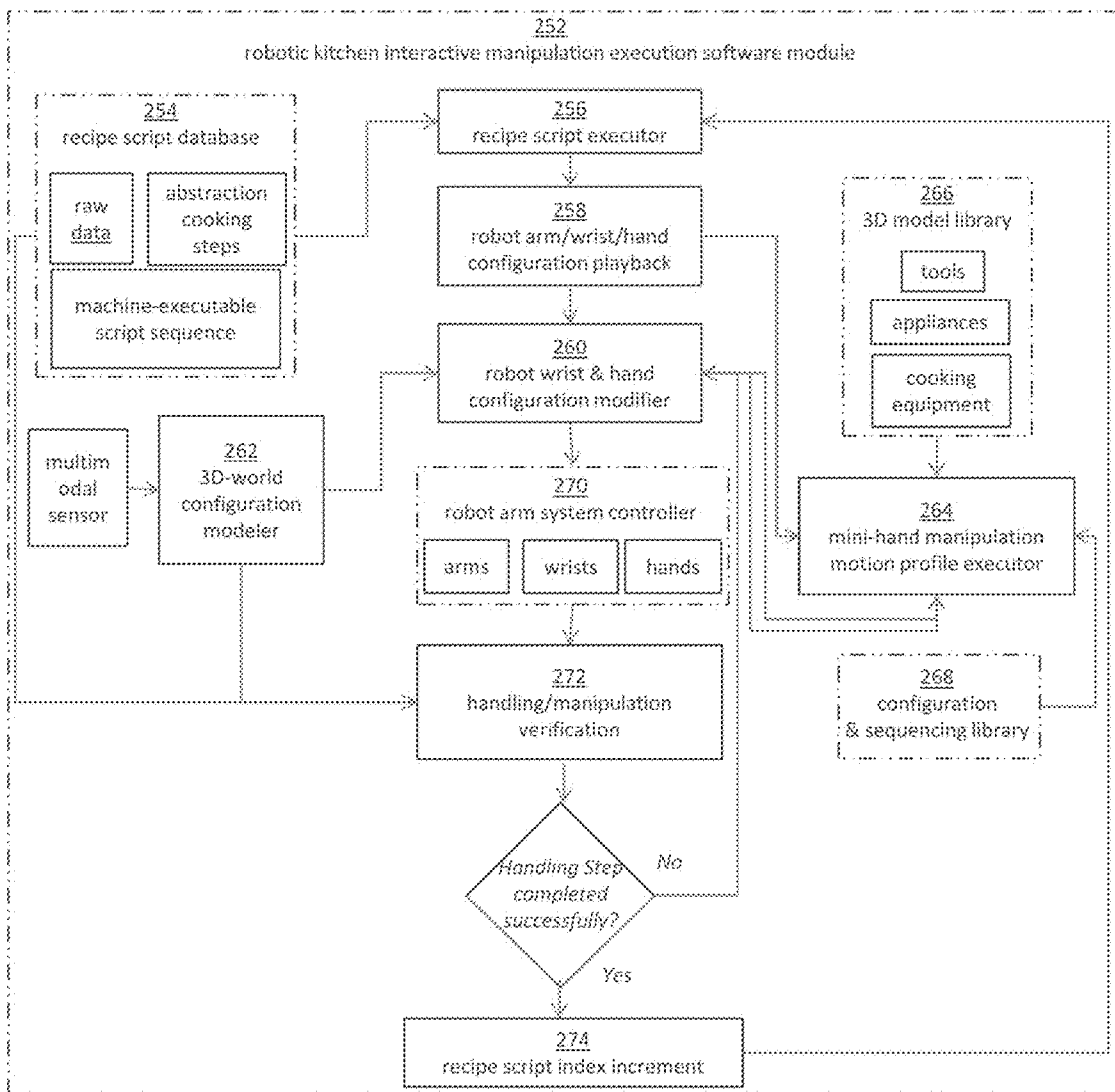 252
robotic kitchen interactive manipulation execution software module
254
recipe script database
raw
data
abstraction
cooking
steps
machine-executable
script sequence
256
recipe script executor
258
robot arm/wrist/hand
configuration playback
260
robot wrist & hand
configuration modifier
266
3D model library
tools
appliances
cooking
equipment
multim
odal
sensor
262
3D-world
configuration
modeler
270
robot arm system controller
arms
wrists
hands
264
mini-hand manipulation
motion profile executor
272
handling/manipulation
verification
268
configuration
& sequencing library
Handling Step
completed
successfully?
No
Yes
274
recipe script index increment